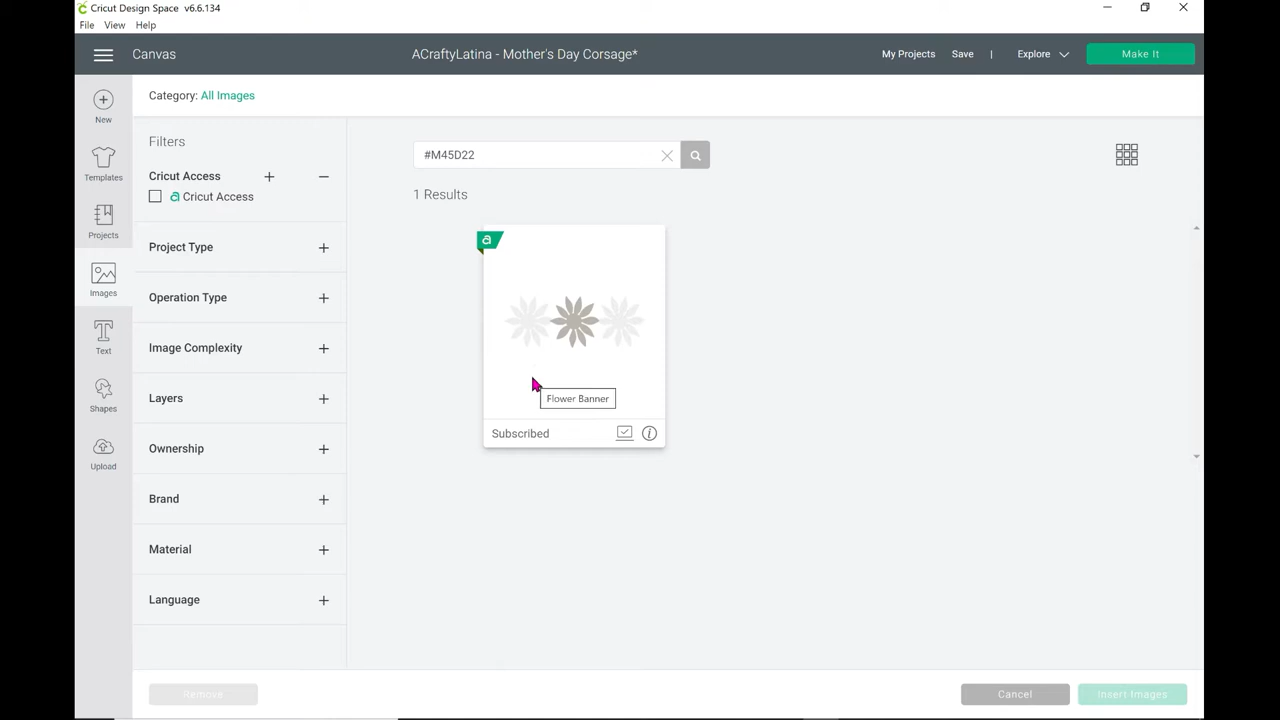 Cricut Design Space v6.6.134
File View Help
Canvas
ACraftyLatina - Mother's Day Corsage*
My Projects Save | Explore Make It
New
Templates
Projects
Images
Text
Shapes
Upload
Category: All Images
Filters
Cricut Access
Cricut Access
Project Type
Operation Type
Image Complexity
Layers
Ownership
Brand
Material
Language
#M45D22
1 Results
Flower Banner
Subscribed
Remove
Cancel
Insert Images